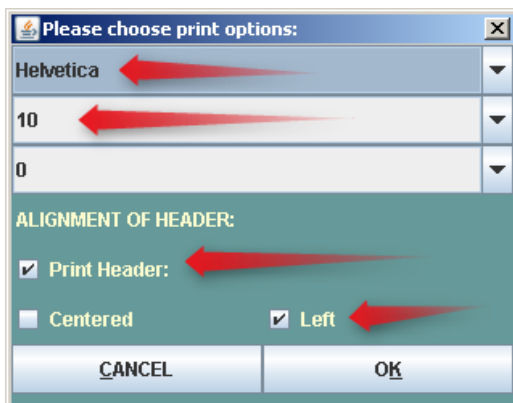 Please choose print options:
Helvetica
10
0
ALIGNMENT OF HEADER:
Print Header:
Centered Left
CANCEL OK